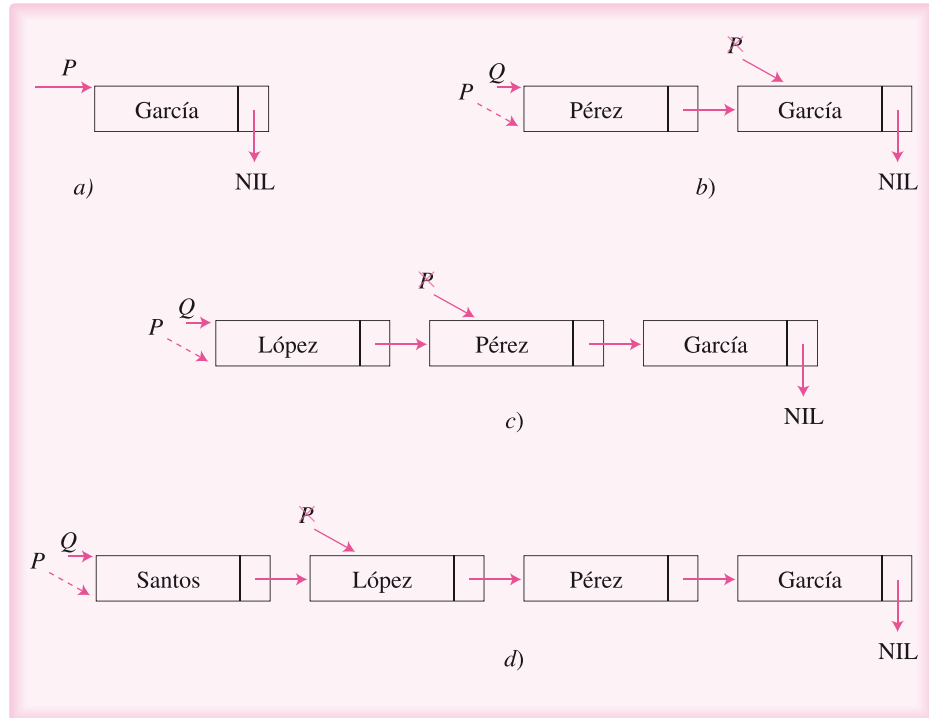 P
García
NIL
a)
P
Q
P
Pérez
García
NIL
b)
P
Q
P
López
Pérez
García
NIL
c)
P
Q
P
Santos
López
Pérez
García
NIL
d)